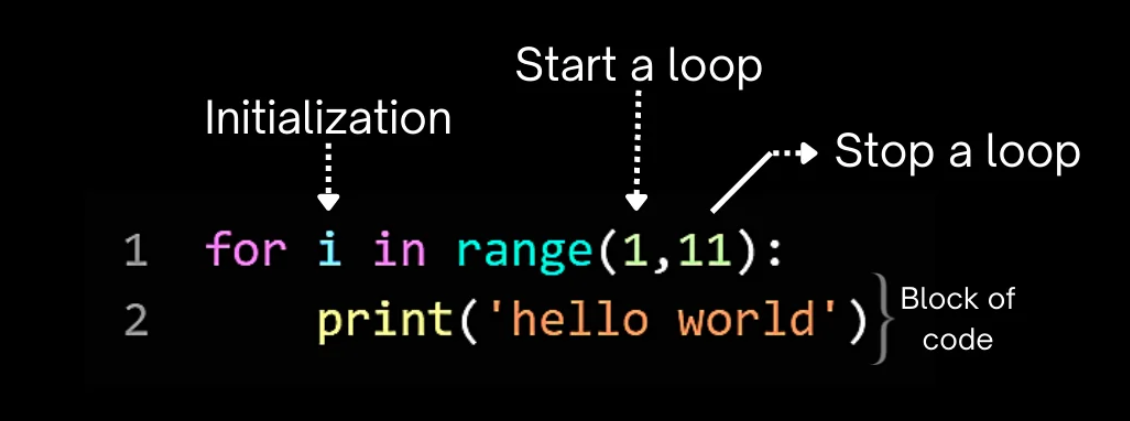 Start a loop
Initialization
Stop a loop
1 for i in range(1,11):
2 print('hello world')
Block of
code